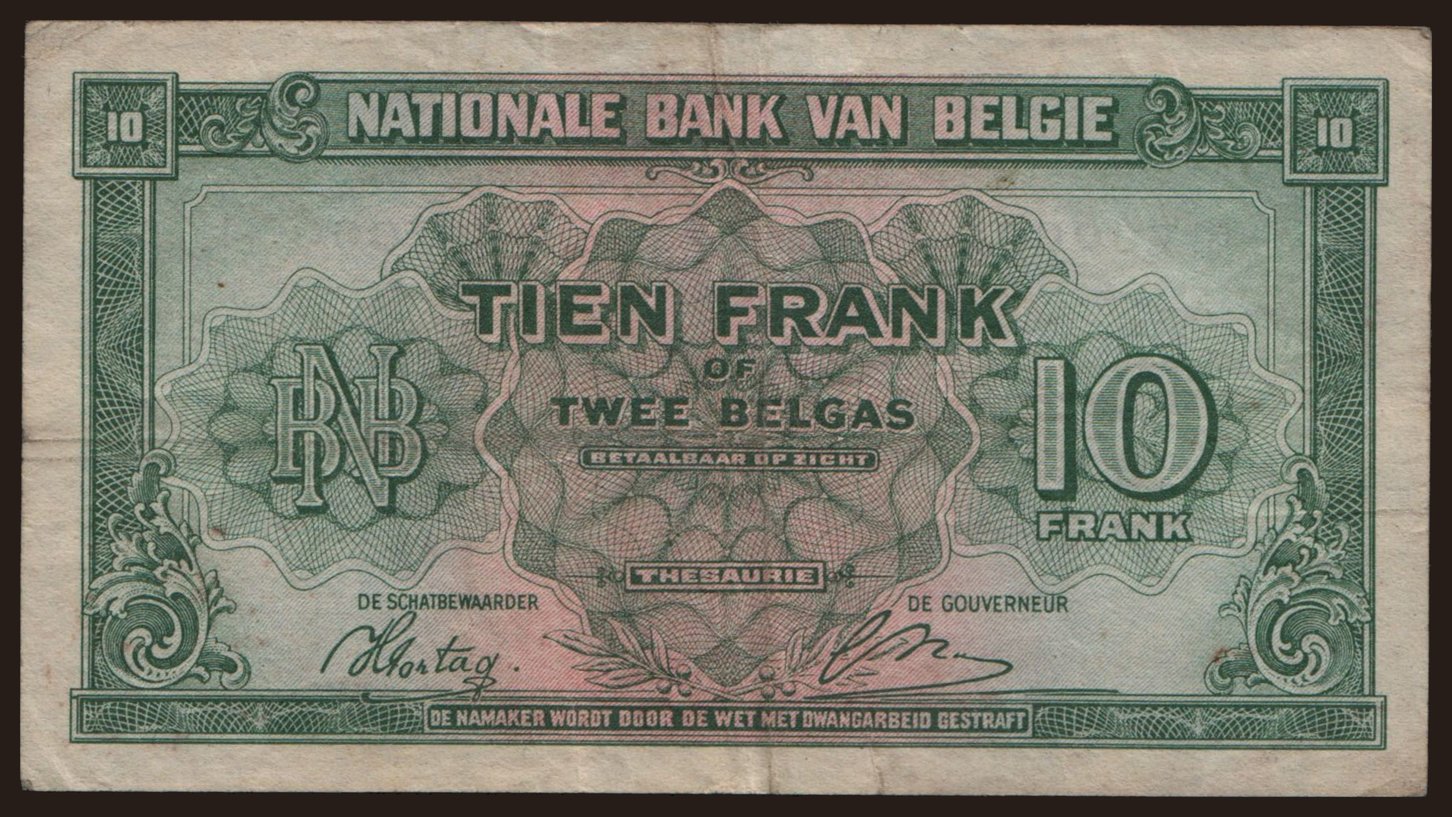 10 NATIONALE BANK VAN BELGIE 10
TIEN FRANK
OF
TWEE BELGAS
BETAALBAAR OP ZICHT
NBB
10
FRANK
THESAURIE
DE SCHATBEWAARDER DE GOUVERNEUR
DE NAMAKER WORDT DOOR DE WET MET DWANGARBEID GESTRAFT